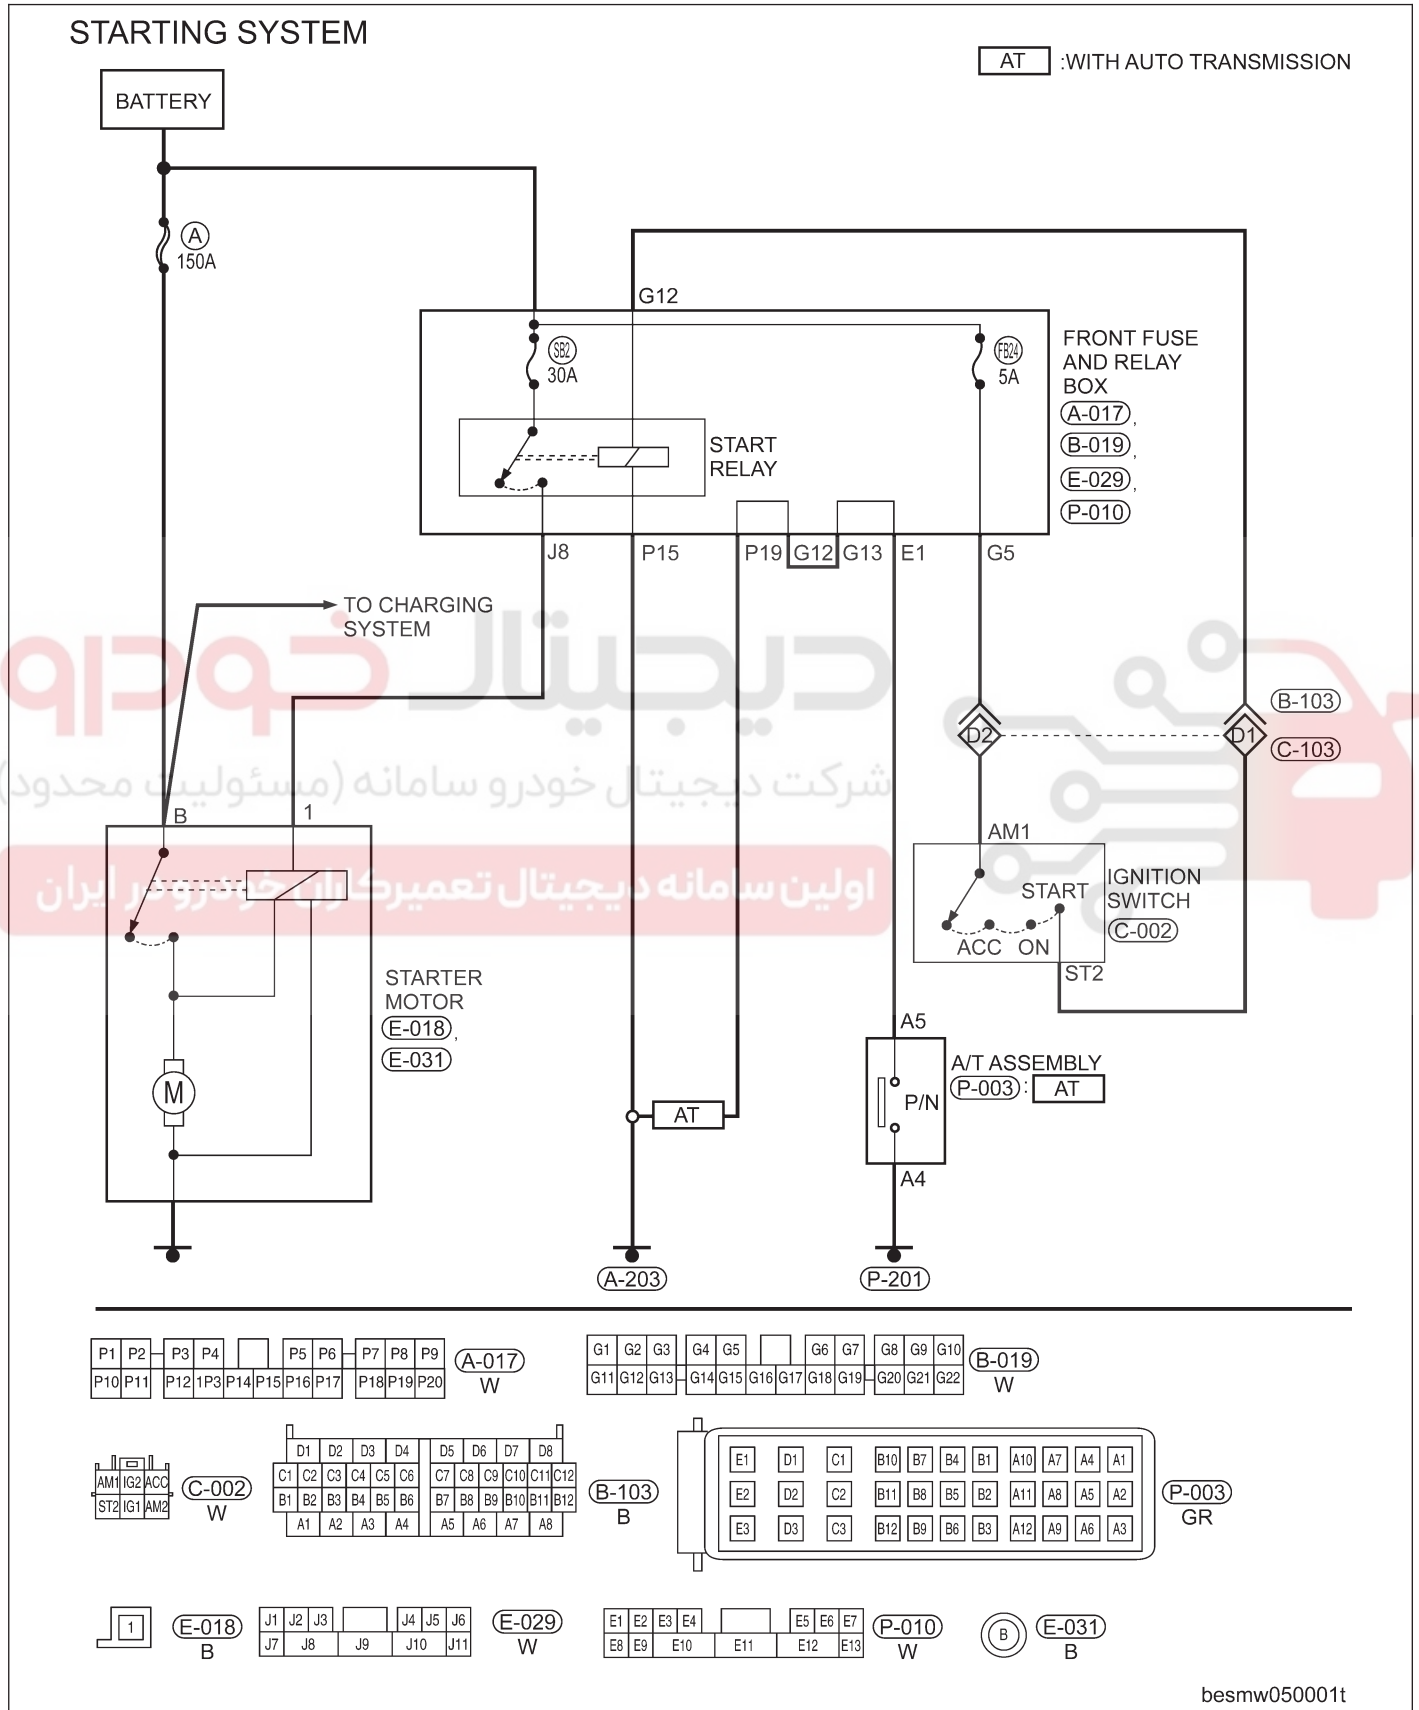 STARTING SYSTEM
AT :WITH AUTO TRANSMISSION
BATTERY
A
150A
G12
SB2
30A
FB24
5A
FRONT FUSE
AND RELAY
BOX
A-017,
B-019,
E-029,
P-010
START
RELAY
J8 P15 P19 G12 G13 E1 G5
TO CHARGING
SYSTEM
دیجیتال خودرو
شرکت دیجیتال خودرو سامانه (مسئولیت محدود)
اولین سامانه دیجیتال تعمیرکاران خودرو در ایران
D2 D1
B-103
C-103
B 1
AM1
START
ACC ON
IGNITION
SWITCH
C-002
ST2
STARTER
MOTOR
E-018,
E-031
M
A5
A/T ASSEMBLY
P-003: AT
P/N
AT
A4
A-203
P-201
P1 P2 P3 P4 P5 P6 P7 P8 P9
P10 P11 P12 1P3 P14 P15 P16 P17 P18 P19 P20
A-017
W
G1 G2 G3 G4 G5 G6 G7 G8 G9 G10
G11 G12 G13 G14 G15 G16 G17 G18 G19 G20 G21 G22
B-019
W
AM1 IG2 ACC
ST2 IG1 AM2
C-002
W
D1 D2 D3 D4 D5 D6 D7 D8
C1 C2 C3 C4 C5 C6 C7 C8 C9 C10 C11 C12
B1 B2 B3 B4 B5 B6 B7 B8 B9 B10 B11 B12
A1 A2 A3 A4 A5 A6 A7 A8
B-103
B
E1 D1 C1 B10 B7 B4 B1 A10 A7 A4 A1
E2 D2 C2 B11 B8 B5 B2 A11 A8 A5 A2
E3 D3 C3 B12 B9 B6 B3 A12 A9 A6 A3
P-003
GR
1
E-018
B
J1 J2 J3 J4 J5 J6
J7 J8 J9 J10 J11
E-029
W
E1 E2 E3 E4 E5 E6 E7
E8 E9 E10 E11 E12 E13
P-010
W
B
E-031
B
besmw050001t